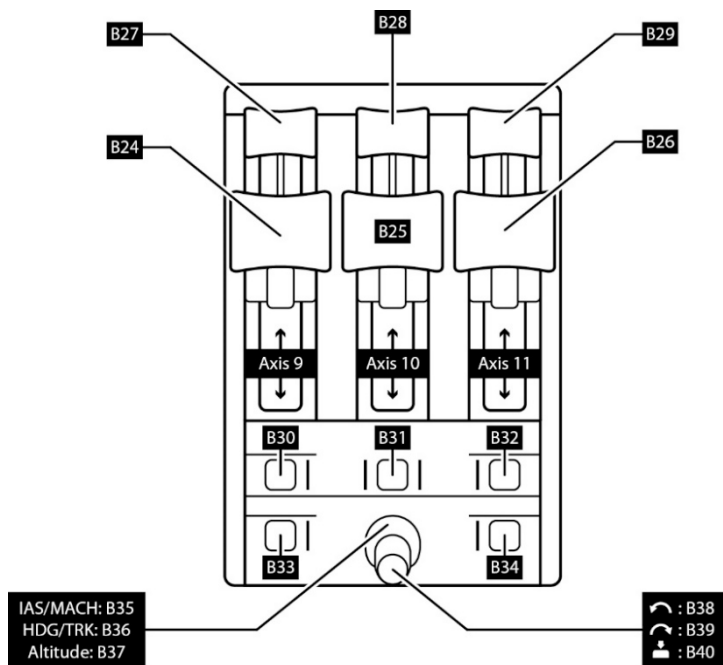 B28
B27
B29
B24
B26
B25
Axis 9
Axis 10
Axis 11
B30
B31
B32
B33
B34
IAS/MACH: B35
HDG/TRK: B36
Altitude: B37
: B38
: B39
: B40